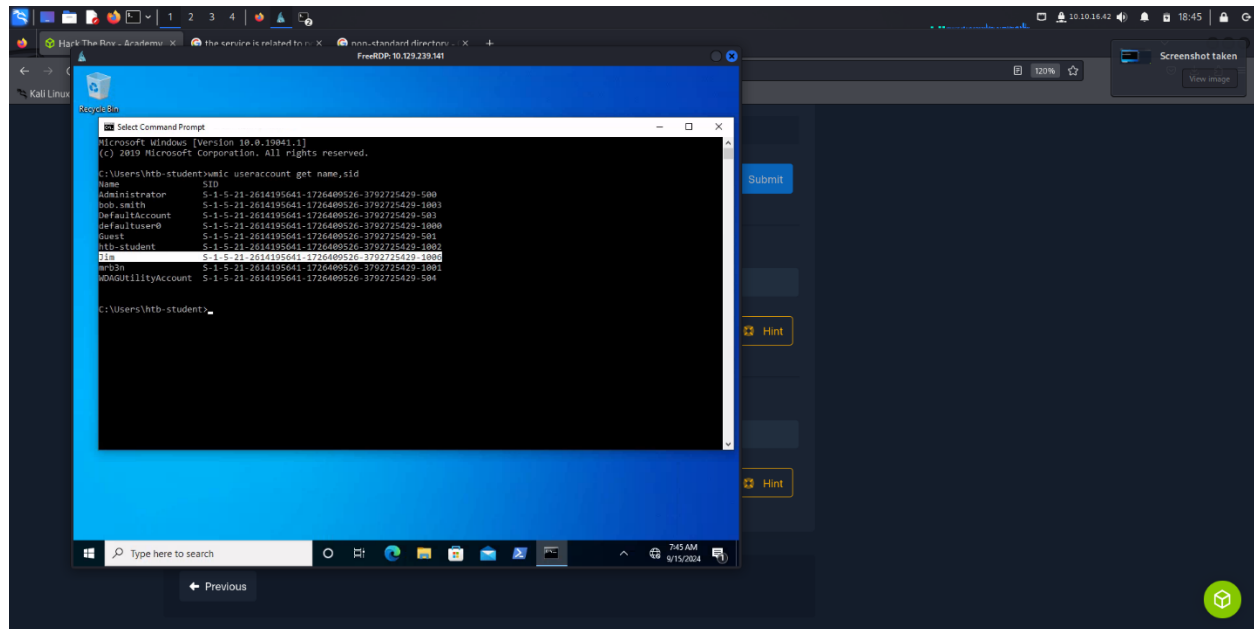 1 2 3 4
10.10.16.42
18:45
Hack The Box - Academy
the service is related to
non-standard directory
FreeRDP: 10.129.239.141
Screenshot taken
View image
120%
Kali Linux
Recycle Bin
Select Command Prompt
Microsoft Windows [Version 10.0.19041.1]
(c) 2019 Microsoft Corporation. All rights reserved.
C:\Users\htb-student>wmic useraccount get name,sid
Name SID
Administrator S-1-5-21-2614195641-1726409526-3792725429-500
bob.smith S-1-5-21-2614195641-1726409526-3792725429-1003
DefaultAccount S-1-5-21-2614195641-1726409526-3792725429-503
defaultuser0 S-1-5-21-2614195641-1726409526-3792725429-1000
Guest S-1-5-21-2614195641-1726409526-3792725429-501
htb-student S-1-5-21-2614195641-1726409526-3792725429-1002
Jim S-1-5-21-2614195641-1726409526-3792725429-1006
mrb3n S-1-5-21-2614195641-1726409526-3792725429-1001
WDAGUtilityAccount S-1-5-21-2614195641-1726409526-3792725429-504
C:\Users\htb-student>
Submit
Hint
Hint
Type here to search
7:45 AM
9/15/2024
Previous